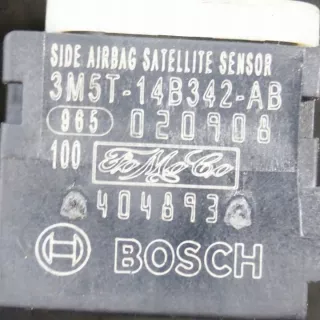 SIDE AIRBAG SATELLITE SENSOR
3M5T-14B342-AB
965 020908
100 FoMoCo
404893
BOSCH